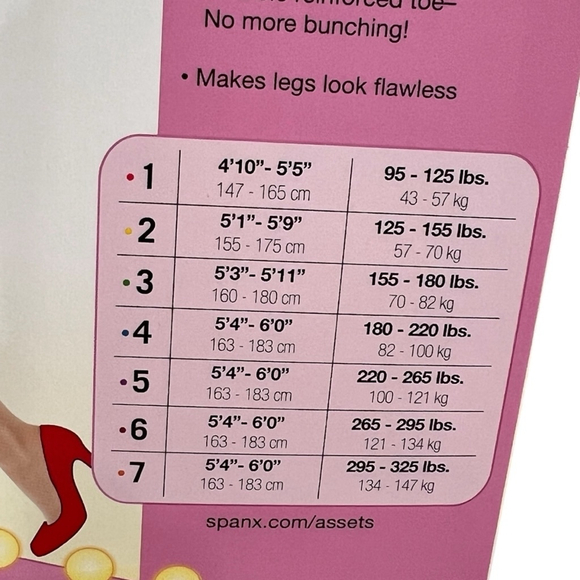 reinforced toe–
No more bunching!
• Makes legs look flawless
• 1 4'10"- 5'5" 95 - 125 lbs.
147 - 165 cm 43 - 57 kg
• 2 5'1"- 5'9" 125 - 155 lbs.
155 - 175 cm 57 - 70 kg
• 3 5'3"- 5'11" 155 - 180 lbs.
160 - 180 cm 70 - 82 kg
• 4 5'4"- 6'0" 180 - 220 lbs.
163 - 183 cm 82 - 100 kg
• 5 5'4"- 6'0" 220 - 265 lbs.
163 - 183 cm 100 - 121 kg
• 6 5'4"- 6'0" 265 - 295 lbs.
163 - 183 cm 121 - 134 kg
• 7 5'4"- 6'0" 295 - 325 lbs.
163 - 183 cm 134 - 147 kg
spanx.com/assets